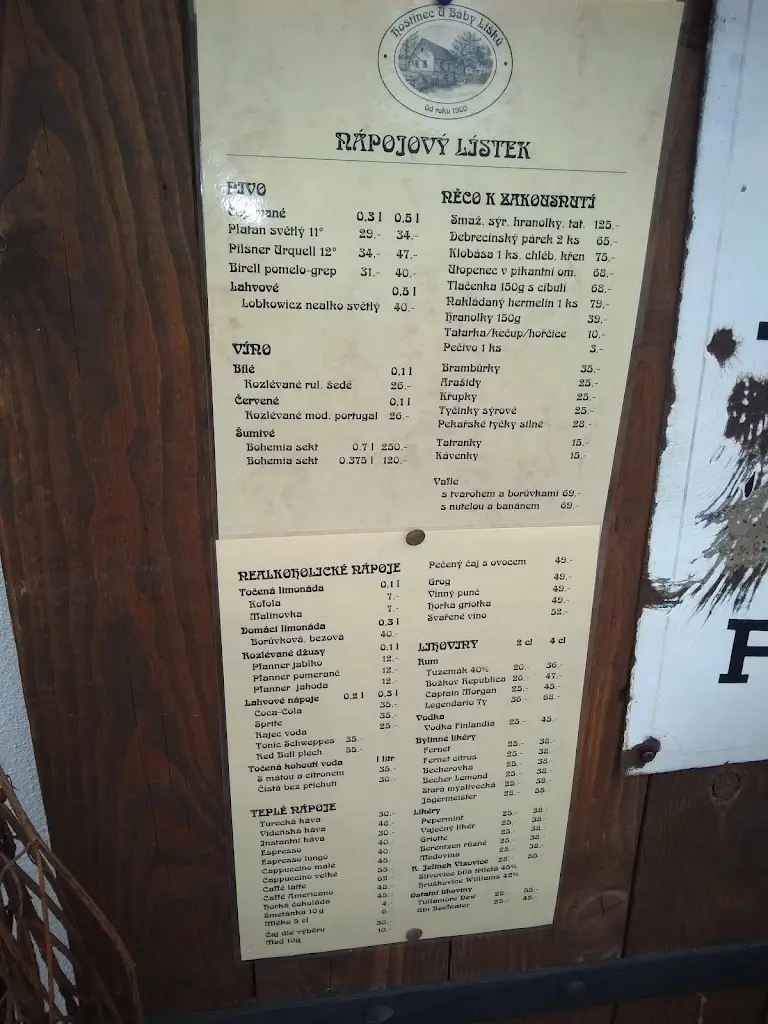 Hostinec U Báby Lišků
Od roku 1900
NÁPOJOVÝ LÍSTEK
PIVO
0,3 l 0,5 l
Platan světlý 11° 29,- 34,-
Pilsner Urquell 12° 34,- 47,-
Birell pomelo-grep 31,- 40,-
Lahvové 0,5 l
Lobkowicz nealko světlý 40,-
VÍNO
Bílé 0,1 l
Rozlévané rul. šedé 26,-
Červené 0,1 l
Rozlévané mod. portugal 26,-
Šumivé
Bohemia sekt 0,7 l 250,-
Bohemia sekt 0,375 l 120,-
NĚCO K ZAKOUSNUTÍ
Smaž. sýr, hranolky, tat. 125,-
Debrecínský párek 2 ks 65,-
Klobása 1 ks, chléb, křen 75,-
Utopenec v pikantní om. 68,-
Tlačenka 150g s cibulí 68,-
Nakládaný hermelín 1 ks 79,-
Hranolky 150g 39,-
Tatarka/kečup/hořčice 10,-
Pečivo 1 ks 3,-
Brambůrky 35,-
Arašídy 25,-
Křupky 25,-
Tyčinky sýrové 25,-
Pekařské tyčky silné 28,-
Tatranky 15,-
Kávenky 15,-
Vafle
s tvarohem a borůvkami 69,-
s nutelou a banánem 69,-
NEALKOHOLICKÉ NÁPOJE
Točená limonáda 0,1 l
Kofola 7,-
Malinovka 7,-
Domácí limonáda 0,3 l
Borůvková, bezová 40,-
Rozlévané džusy 0,1 l
Pfanner jablko 12,-
Pfanner pomeranč 12,-
Pfanner jahoda 12,-
Lahvové nápoje 0,2 l 0,3 l
Coca-Cola 35,-
Sprite 35,-
Rajec voda 25,-
Tonic Schweppes 35,-
Red Bull plech 55,-
Točená kohoutí voda 1 litr
S mátou a citronem 35,-
Čistá bez příchuti 30,-
TEPLÉ NÁPOJE
Turecká káva 30,-
Vídeňská káva 48,-
Instantní káva 30,-
Espresso 40,-
Espresso lungo 40,-
Cappuccino malé 45,-
Cappuccino velké 55,-
Caffé latte 62,-
Caffé Americano 45,-
Horká čokoláda 45,-
Smetánka 10 g 4,-
Mléko 5 cl 6,-
Čaj dle výběru 30,-
Med 10g 10,-
Pečený čaj s ovocem 49,-
Grog 49,-
Vinný punč 49,-
Horká griotka 49,-
Svařené víno 52,-
LIHOVINY 2 cl 4 cl
Rum
Tuzemák 40% 20,- 36,-
Božkov Republica 26,- 47,-
Captain Morgan 25,- 45,-
Legendario 7y 36,- 68,-
Vodka
Vodka Finlandia 25,- 45,-
Bylinné likéry
Fernet 25,- 38,-
Fernet citrus 25,- 38,-
Becherovka 25,- 38,-
Becher Lemond 25,- 38,-
Stará myslivecká 25,- 38,-
Jägermeister 28,- 55,-
Likéry
Pepermint 25,- 38,-
Vaječný likér 25,- 38,-
Griotte 25,- 38,-
Berentzen různé 25,- 38,-
Medovina 25,- 38,-
R. Jelínek Vizovice 28,- 55,-
Slivovice bílá 45%
Hruškovice Williams 42%
Ostatní lihoviny
Tullamore Dew 28,- 55,-
Gin Beefeater 25,- 45,-